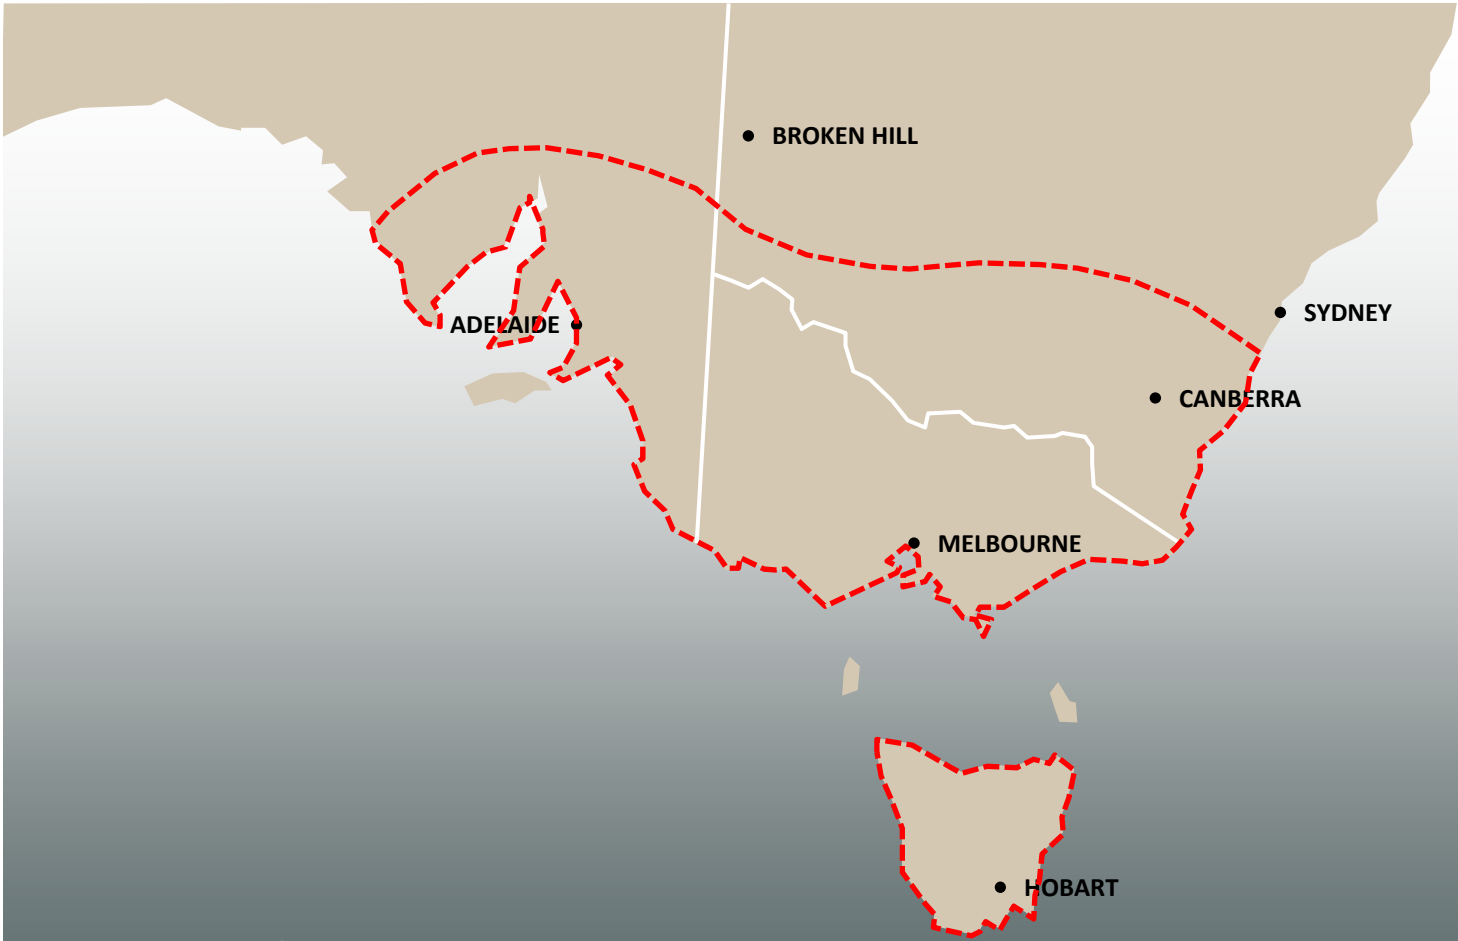 BROKEN HILL
SYDNEY
ADELAIDE
CANBERRA
MELBOURNE
HOBART